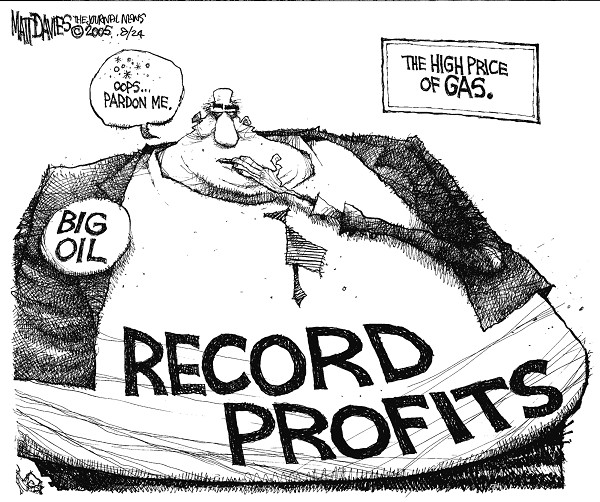 MATT DAVIES THE JOURNAL NEWS
©2005 8/24
OOPS...
PARDON ME.
THE HIGH PRICE
OF GAS.
BIG
OIL
RECORD
PROFITS